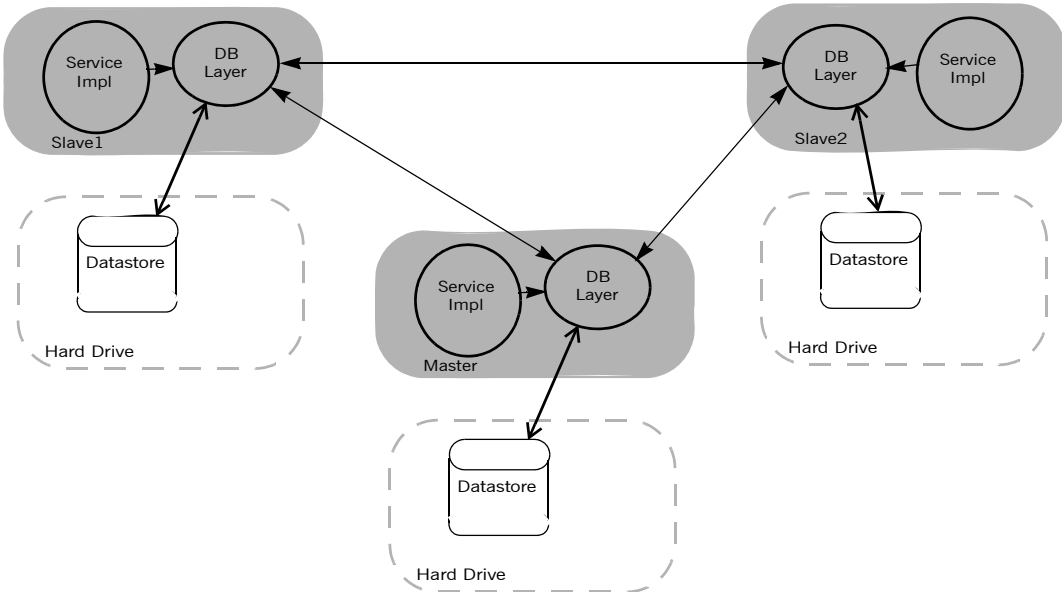 Service
Impl
DB
Layer
Slave1
DB
Layer
Service
Impl
Slave2
Datastore
Hard Drive
Datastore
Hard Drive
Service
Impl
DB
Layer
Master
Datastore
Hard Drive